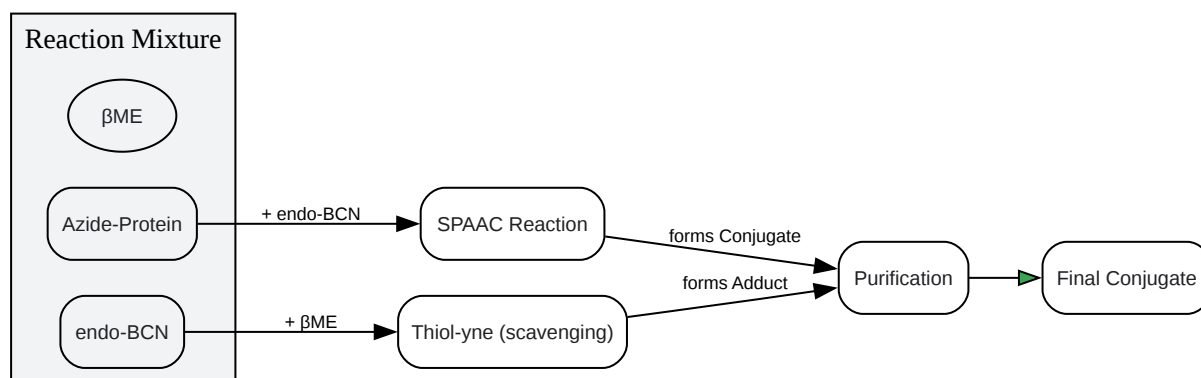 Reaction Mixture
βME
Azide-Protein
+ endo-BCN
SPAAC Reaction
forms Conjugate
endo-BCN
+ βME
Thiol-yne (scavenging)
forms Adduct
Purification
Final Conjugate